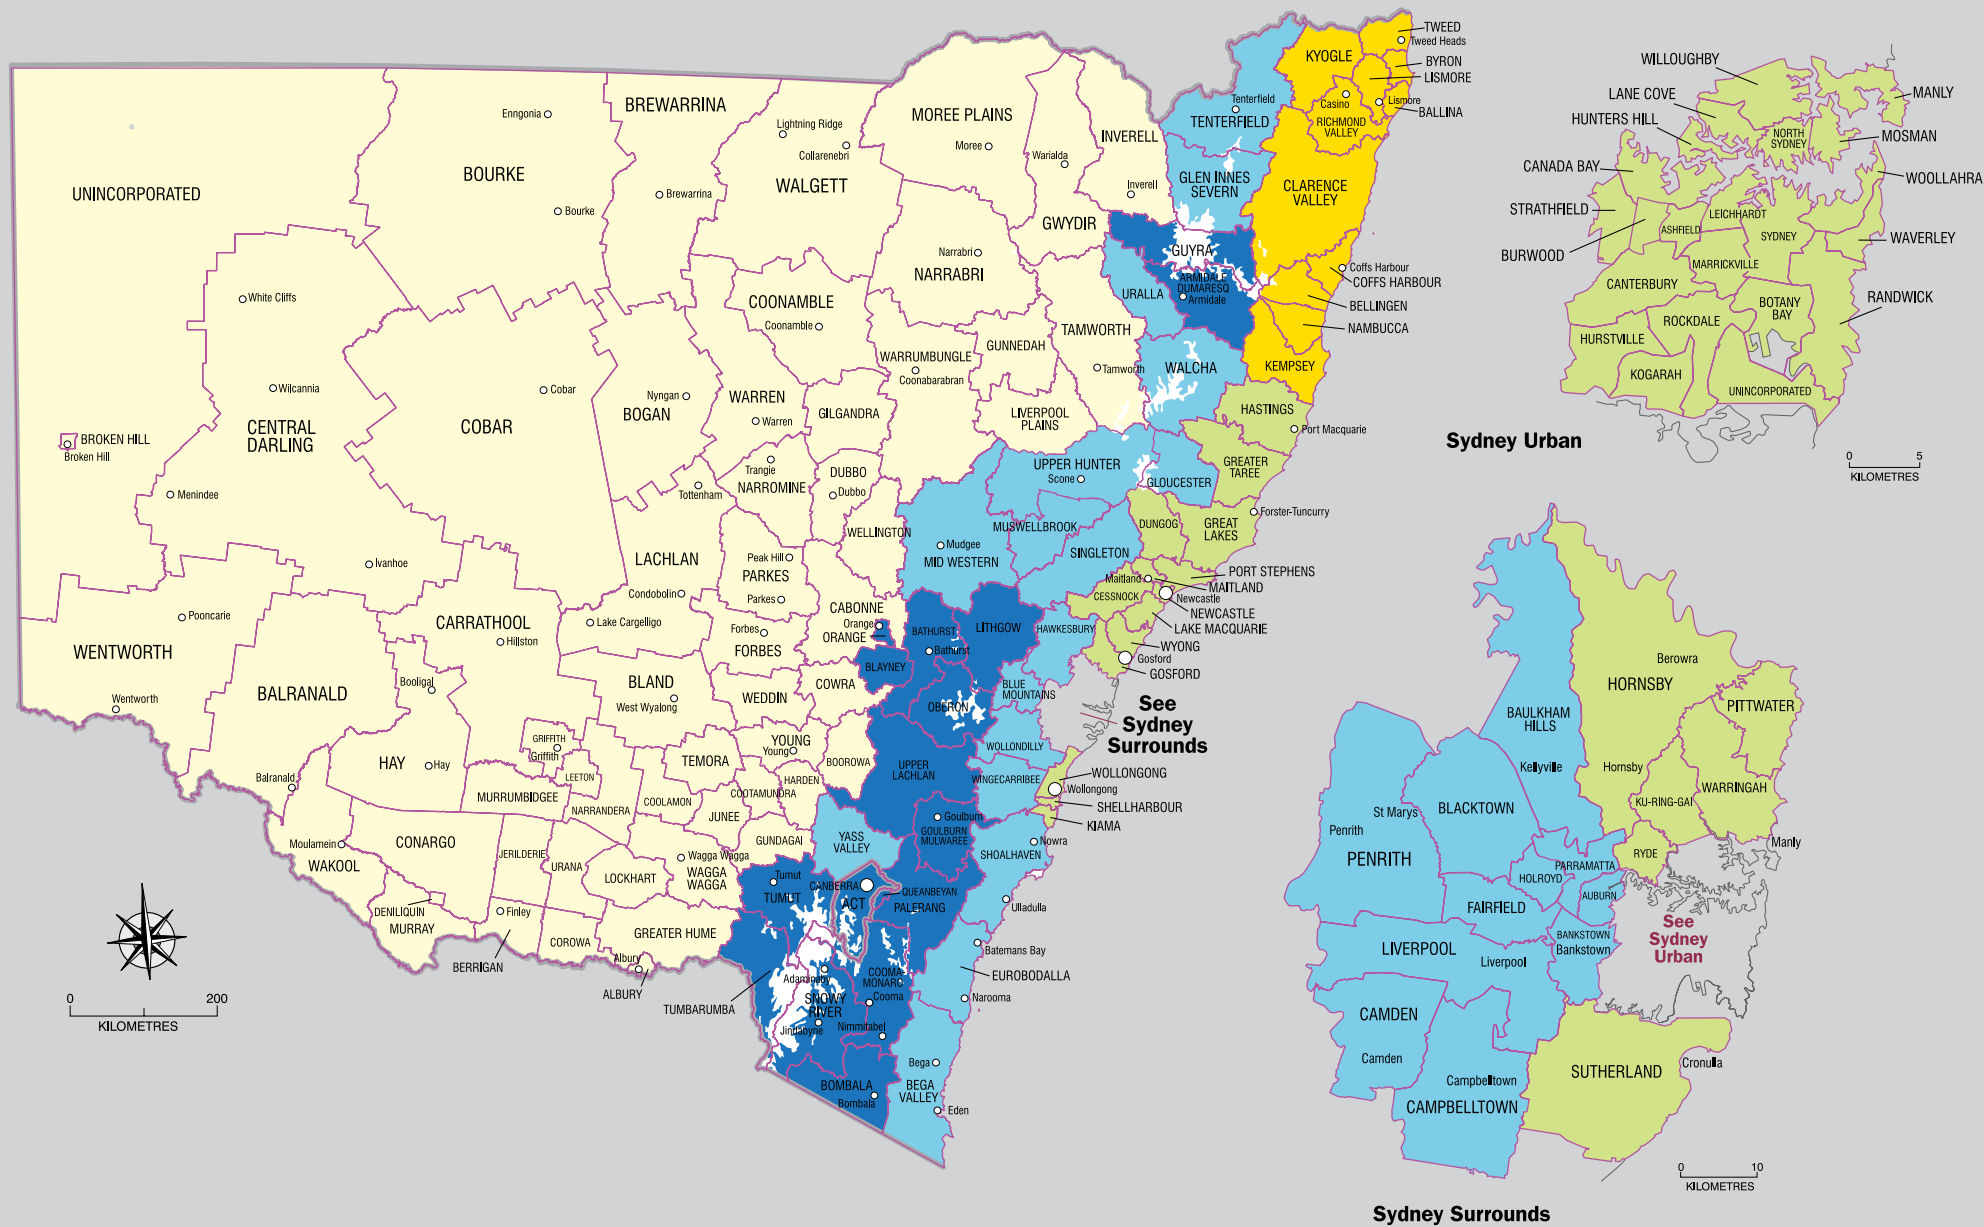 UNINCORPORATED
BOURKE
Enngonia
Bourke
BREWARRINA
Brewarrina
Lightning Ridge
Collarenebri
WALGETT
MOREE PLAINS
Moree
Warialda
INVERELL
Inverell
GWYDIR
Tenterfield
TENTERFIELD
GLEN INNES
SEVERN
KYOGLE
Casino
RICHMOND
VALLEY
Lismore
TWEED
Tweed Heads
BYRON
LISMORE
BALLINA
CLARENCE
VALLEY
GUYRA
ARMIDALE
DUMARESQ
Armidale
URALLA
Coffs Harbour
COFFS HARBOUR
BELLINGEN
NAMBUCCA
KEMPSEY
WALCHA
Narrabri
NARRABRI
COONAMBLE
Coonamble
TAMWORTH
Tamworth
GUNNEDAH
WARRUMBUNGLE
Coonabarabran
LIVERPOOL
PLAINS
White Cliffs
Wilcannia
CENTRAL
DARLING
BROKEN HILL
Broken Hill
Menindee
Ivanhoe
Cobar
COBAR
Nyngan
BOGAN
WARREN
Warren
GILGANDRA
Trangie
NARROMINE
Tottenham
DUBBO
Dubbo
WELLINGTON
HASTINGS
Port Macquarie
GREATER
TAREE
UPPER HUNTER
Scone
GLOUCESTER
MUSWELLBROOK
SINGLETON
DUNGOG
GREAT
LAKES
Forster-Tuncurry
Mudgee
MID WESTERN
PORT STEPHENS
Maitland
MAITLAND
CESSNOCK
Newcastle
NEWCASTLE
LAKE MACQUARIE
WYONG
Gosford
GOSFORD
HAWKESBURY
LITHGOW
BATHURST
Bathurst
BLAYNEY
OBERON
BLUE
MOUNTAINS
LACHLAN
Condobolin
Lake Cargelligo
Peak Hill
PARKES
Parkes
Forbes
FORBES
CABONNE
Orange
ORANGE
COWRA
WEDDIN
BLAND
West Wyalong
Pooncarie
WENTWORTH
Wentworth
BALRANALD
Balranald
CARRATHOOL
Hillston
Booligal
HAY
Hay
GRIFFITH
Griffith
LEETON
MURRUMBIDGEE
NARRANDERA
COOLAMON
TEMORA
YOUNG
Young
HARDEN
COOTAMUNDRA
JUNEE
BOOROWA
GUNDAGAI
UPPER
LACHLAN
WOLLONDILLY
WINGECARRIBEE
See
Sydney
Surrounds
WOLLONGONG
Wollongong
SHELLHARBOUR
KIAMA
Nowra
SHOALHAVEN
Goulburn
GOULBURN
MULWAREE
YASS
VALLEY
Moulamein
WAKOOL
CONARGO
JERILDERIE
URANA
LOCKHART
Wagga Wagga
WAGGA
WAGGA
DENILIQUIN
MURRAY
Finley
BERRIGAN
COROWA
GREATER HUME
Albury
ALBURY
Tumut
TUMUT
TUMBARUMBA
CANBERRA
ACT
QUEANBEYAN
PALERANG
Ulladulla
Batemans Bay
EUROBODALLA
Narooma
Adaminaby
SNOWY
RIVER
Jindabyne
COOMA-
MONARO
Cooma
Nimmitabel
BOMBALA
Bombala
Bega
BEGA
VALLEY
Eden
0 200
KILOMETRES
WILLOUGHBY
LANE COVE
HUNTERS HILL
CANADA BAY
STRATHFIELD
BURWOOD
MANLY
MOSMAN
NORTH
SYDNEY
WOOLLAHRA
WAVERLEY
LEICHHARDT
ASHFIELD
SYDNEY
MARRICKVILLE
CANTERBURY
BOTANY
BAY
RANDWICK
ROCKDALE
HURSTVILLE
KOGARAH
UNINCORPORATED
Sydney Urban
0 5
KILOMETRES
Berowra
HORNSBY
Hornsby
PITTWATER
WARRINGAH
KU-RING-GAI
BAULKHAM
HILLS
Kellyville
BLACKTOWN
St Marys
Penrith
PENRITH
RYDE
Manly
PARRAMATTA
HOLROYD
AUBURN
FAIRFIELD
BANKSTOWN
Bankstown
LIVERPOOL
Liverpool
See
Sydney
Urban
CAMDEN
Camden
Campbelltown
CAMPBELLTOWN
SUTHERLAND
Cronulla
0 10
KILOMETRES
Sydney Surrounds